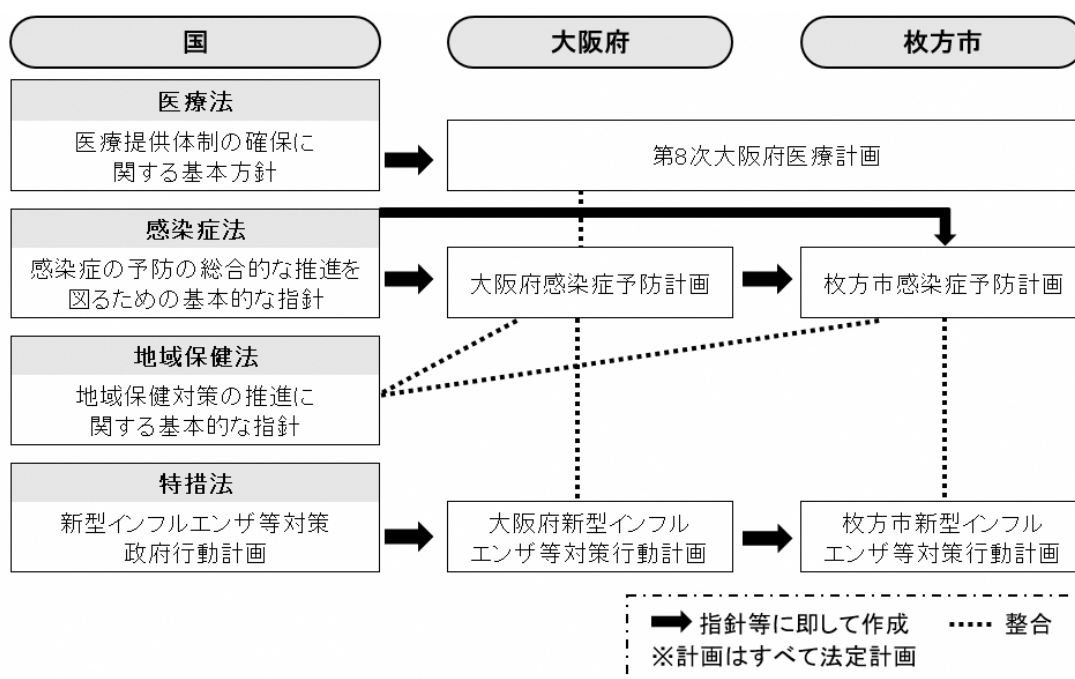 国
大阪府
枚方市
医療法
医療提供体制の確保に
関する基本方針
第8次大阪府医療計画
感染症法
感染症の予防の総合的な推進を
図るための基本的な指針
大阪府感染症予防計画
枚方市感染症予防計画
地域保健法
地域保健対策の推進に
関する基本的な指針
特措法
新型インフルエンザ等対策
政府行動計画
大阪府新型インフル
エンザ等対策行動計画
枚方市新型インフル
エンザ等対策行動計画
指針等に即して作成
整合
※計画はすべて法定計画